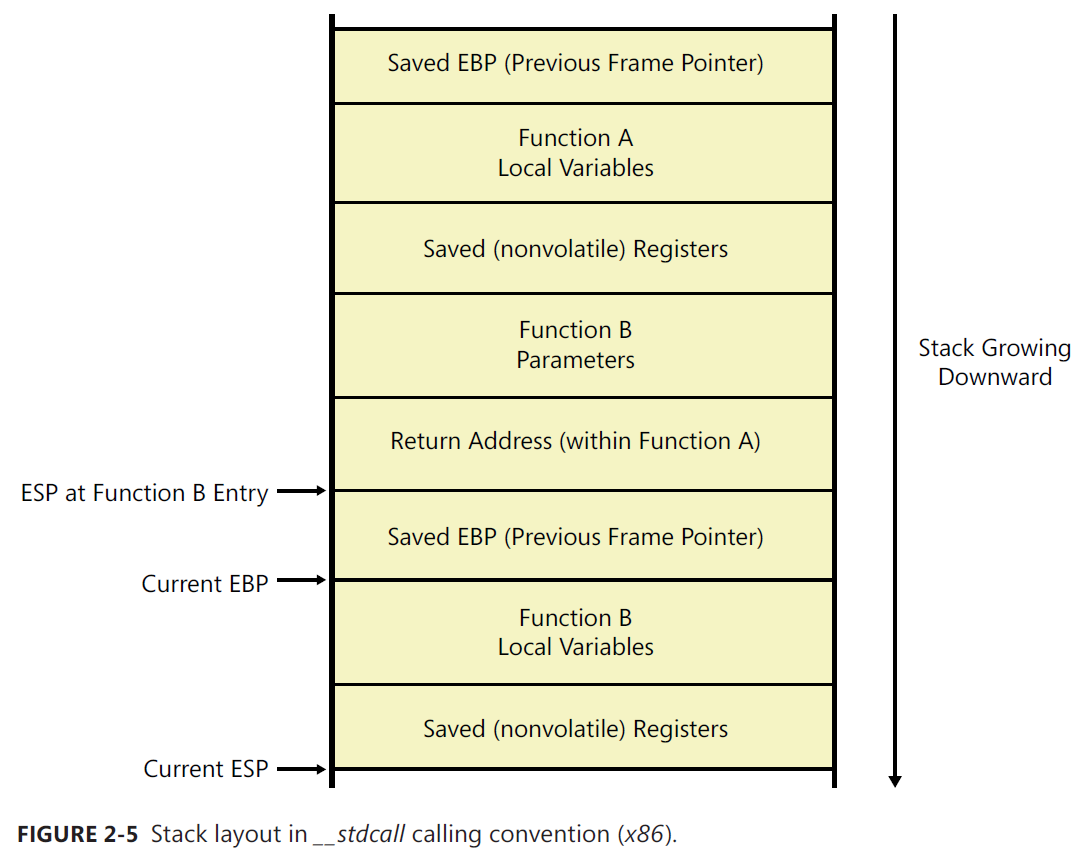 Saved EBP (Previous Frame Pointer)
Function A
Local Variables
Saved (nonvolatile) Registers
Function B
Parameters
Stack Growing
Downward
Return Address (within Function A)
ESP at Function B Entry
Saved EBP (Previous Frame Pointer)
Current EBP
Function B
Local Variables
Saved (nonvolatile) Registers
Current ESP
FIGURE 2-5 Stack layout in __stdcall calling convention (x86).